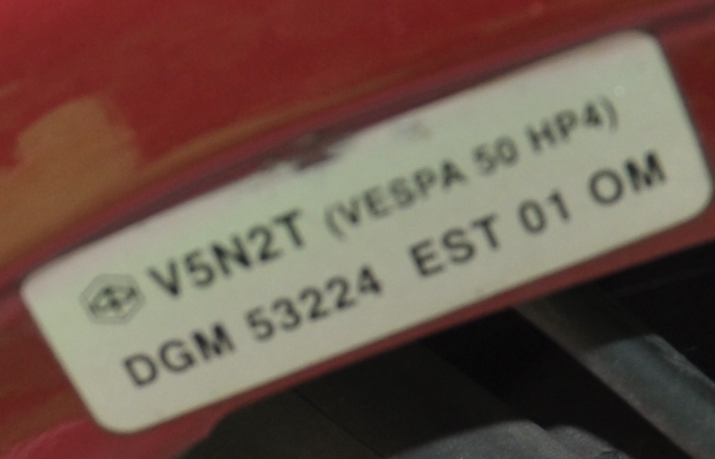 V5N2T (VESPA 50 HP4)
DGM 53224 EST 01 OM